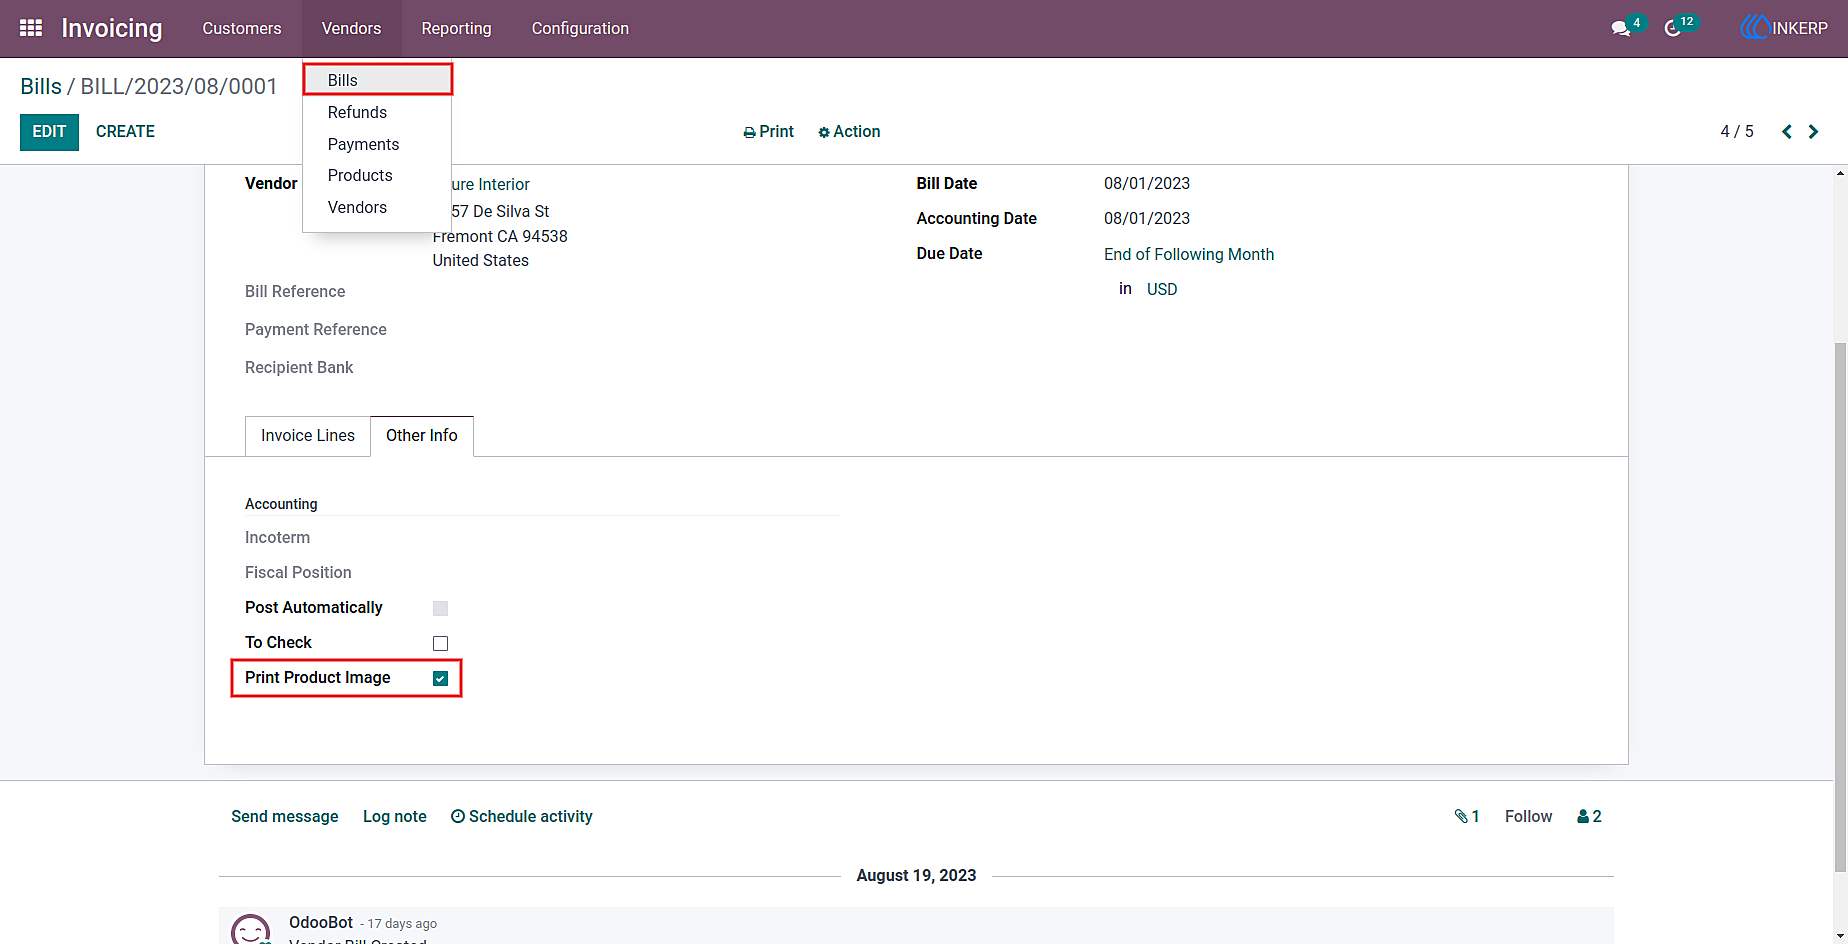 Invoicing Customers Vendors Reporting Configuration 4 12 INKERP
Bills / BILL/2023/08/0001
Bills
Refunds
Payments
Products
Vendors
EDIT CREATE Print Action 4 / 5
Vendor ure Interior Bill Date 08/01/2023
57 De Silva St Accounting Date 08/01/2023
Fremont CA 94538 Due Date End of Following Month
United States in USD
Bill Reference
Payment Reference
Recipient Bank
Invoice Lines Other Info
Accounting
Incoterm
Fiscal Position
Post Automatically
To Check
Print Product Image
Send message Log note Schedule activity 1 Follow 2
August 19, 2023
OdooBot - 17 days ago
Vendor Bill Created